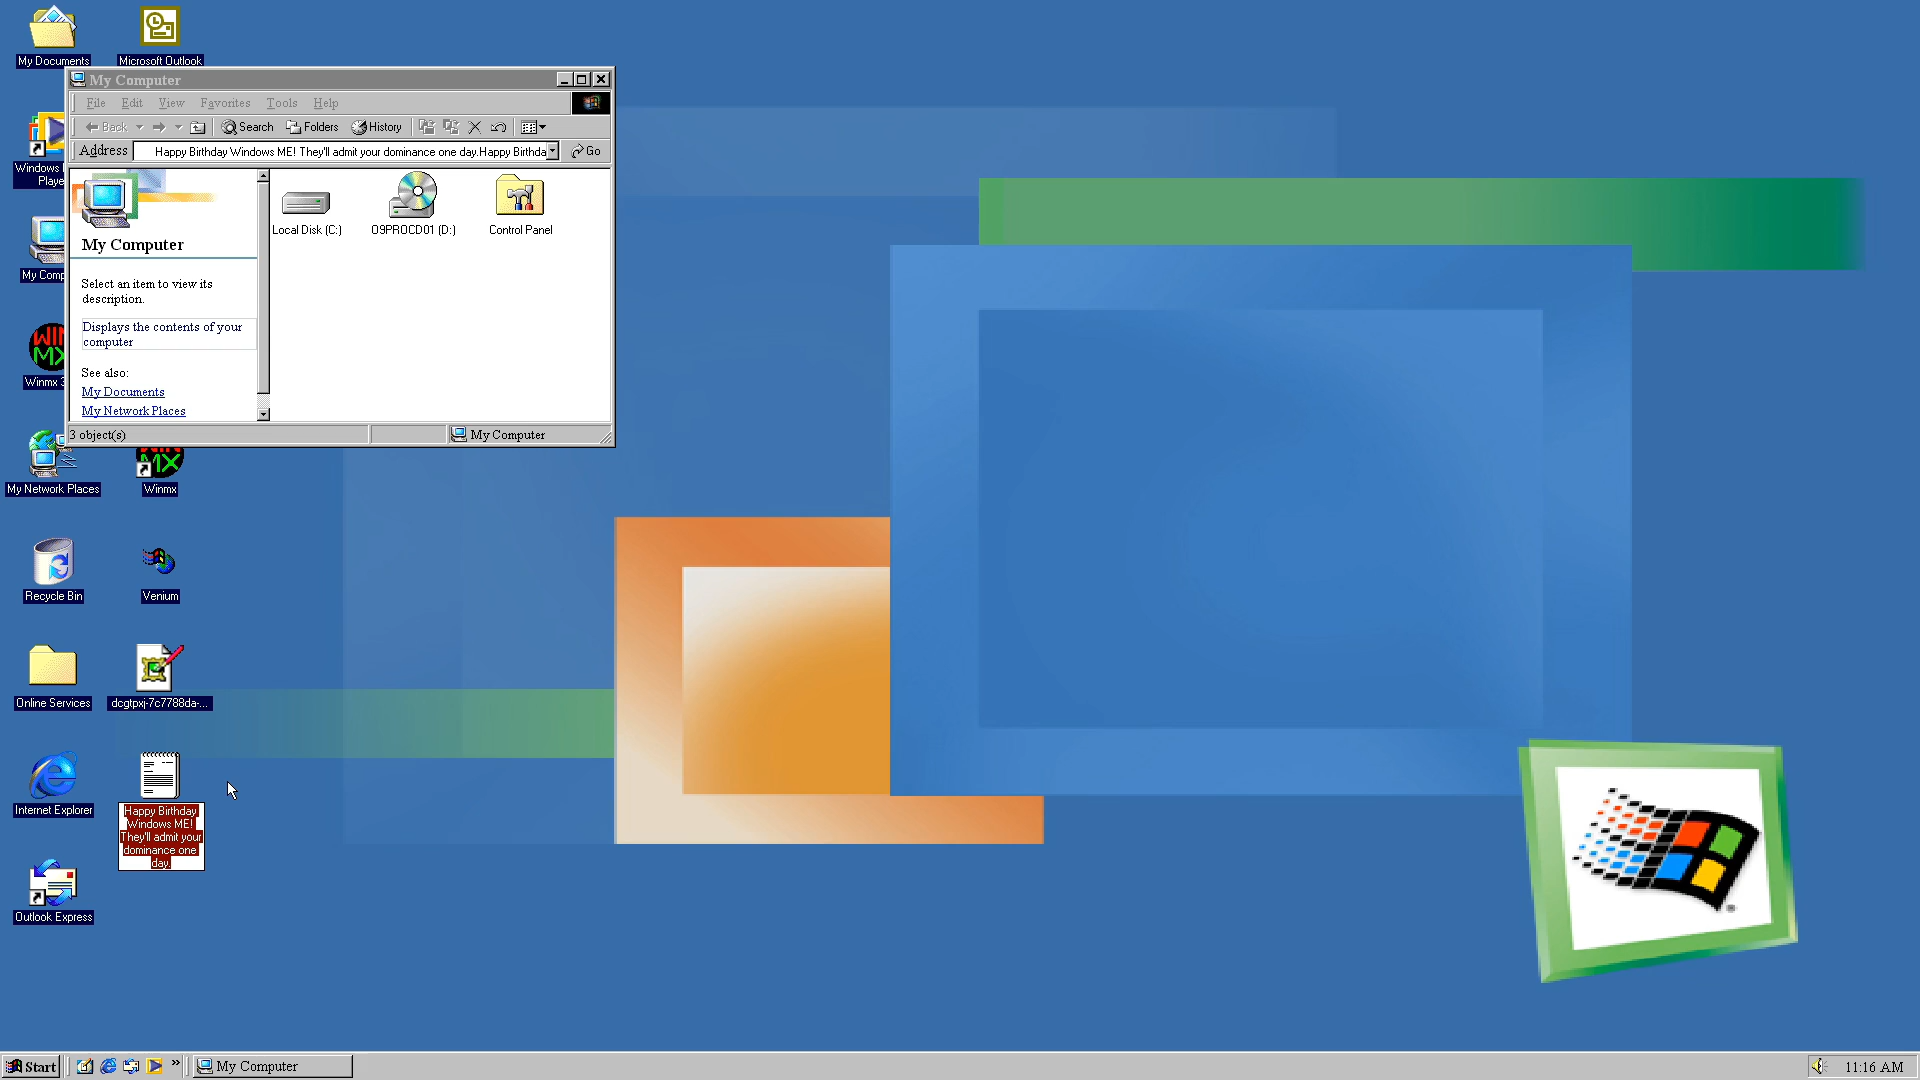 My Documents
Microsoft Outlook
My Computer
File Edit View Favorites Tools Help
Back Search Folders History
Address Happy Birthday Windows ME! They'll admit your dominance one day.Happy Birthda Go
My Computer
Select an item to view its
description.
Displays the contents of your
computer
See also:
My Documents
My Network Places
Local Disk (C:)
O9PROCD01 (D:)
Control Panel
3 object(s)
My Computer
Windows
Playe
My Comp
WIN
MX
Winmx 3
My Network Places
MX
Winmx
Recycle Bin
Venium
Online Services
dcgtpxj-7c7788da-...
Internet Explorer
Happy Birthday
Windows ME!
They'll admit your
dominance one
day.
Outlook Express
Start
»
My Computer
11:16 AM